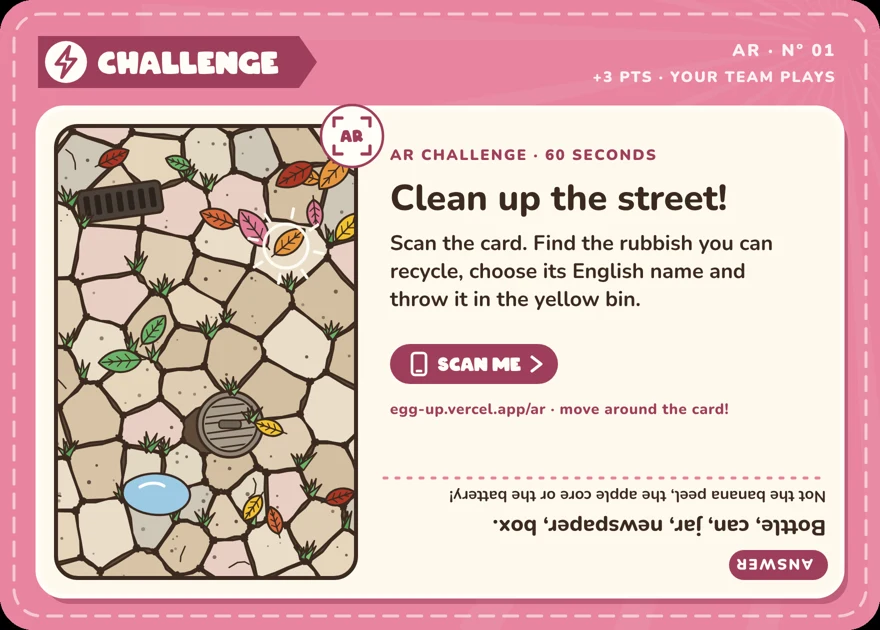 CHALLENGE
AR · N° 01
+3 PTS · YOUR TEAM PLAYS
AR
AR CHALLENGE · 60 SECONDS
Clean up the street!
Scan the card. Find the rubbish you can
recycle, choose its English name and
throw it in the yellow bin.
SCAN ME
egg-up.vercel.app/ar · move around the card!
ANSWER
Bottle, can, jar, newspaper, box.
Not the banana peel, the apple core or the battery!